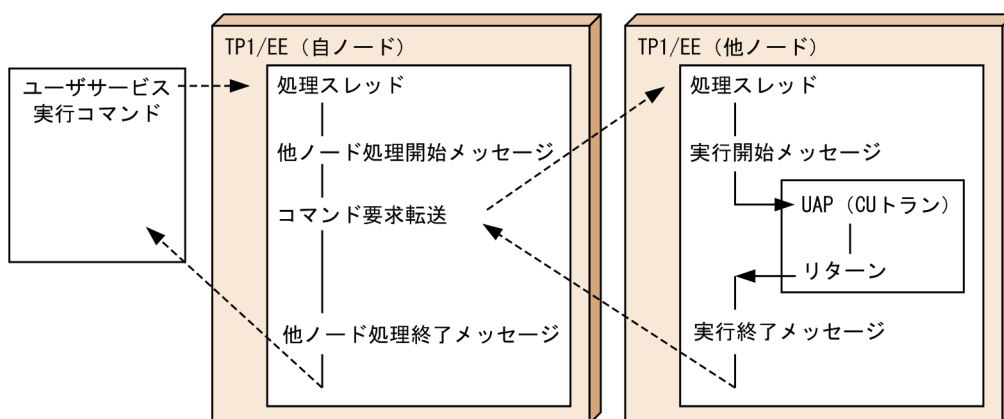 ユーザサービス
実行コマンド
TP1/EE（自ノード）
処理スレッド
他ノード処理開始メッセージ
コマンド要求転送
他ノード処理終了メッセージ
TP1/EE（他ノード）
処理スレッド
実行開始メッセージ
UAP（CUトラン）
リターン
実行終了メッセージ